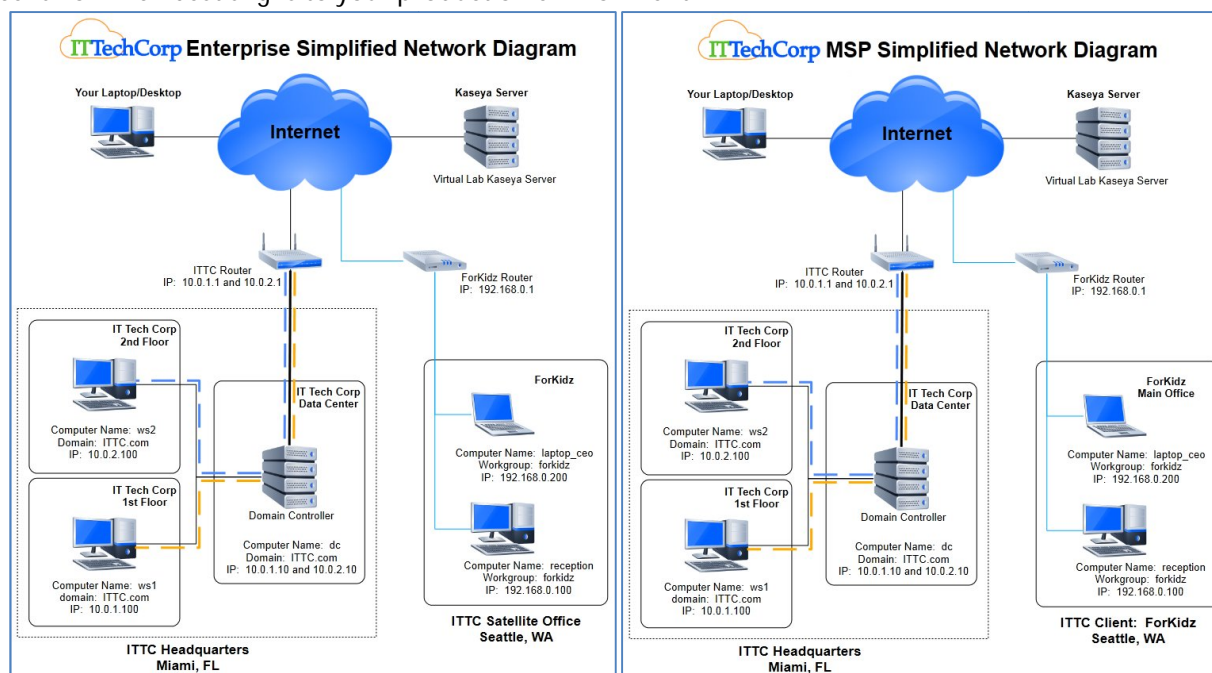 ITTechCorp Enterprise Simplified Network Diagram
Your Laptop/Desktop
Kaseya Server
Internet
Virtual Lab Kaseya Server
ITTC Router
IP: 10.0.1.1 and 10.0.2.1
ForKidz Router
IP: 192.168.0.1
IT Tech Corp
2nd Floor
Computer Name: ws2
Domain: ITTC.com
IP: 10.0.2.100
IT Tech Corp
Data Center
Domain Controller
Computer Name: dc
Domain: ITTC.com
IP: 10.0.1.10 and 10.0.2.10
IT Tech Corp
1st Floor
Computer Name: ws1
domain: ITTC.com
IP: 10.0.1.100
ForKidz
Computer Name: laptop_ceo
Workgroup: forkidz
IP: 192.168.0.200
Computer Name: reception
Workgroup: forkidz
IP: 192.168.0.100
ITTC Satellite Office
Seattle, WA
ITTC Headquarters
Miami, FL
ITTechCorp MSP Simplified Network Diagram
Your Laptop/Desktop
Kaseya Server
Internet
Virtual Lab Kaseya Server
ITTC Router
IP: 10.0.1.1 and 10.0.2.1
ForKidz Router
IP: 192.168.0.1
IT Tech Corp
2nd Floor
Computer Name: ws2
Domain: ITTC.com
IP: 10.0.2.100
IT Tech Corp
Data Center
Domain Controller
Computer Name: dc
Domain: ITTC.com
IP: 10.0.1.10 and 10.0.2.10
IT Tech Corp
1st Floor
Computer Name: ws1
domain: ITTC.com
IP: 10.0.1.100
ForKidz
Main Office
Computer Name: laptop_ceo
Workgroup: forkidz
IP: 192.168.0.200
Computer Name: reception
Workgroup: forkidz
IP: 192.168.0.100
ITTC Client: ForKidz
Seattle, WA
ITTC Headquarters
Miami, FL